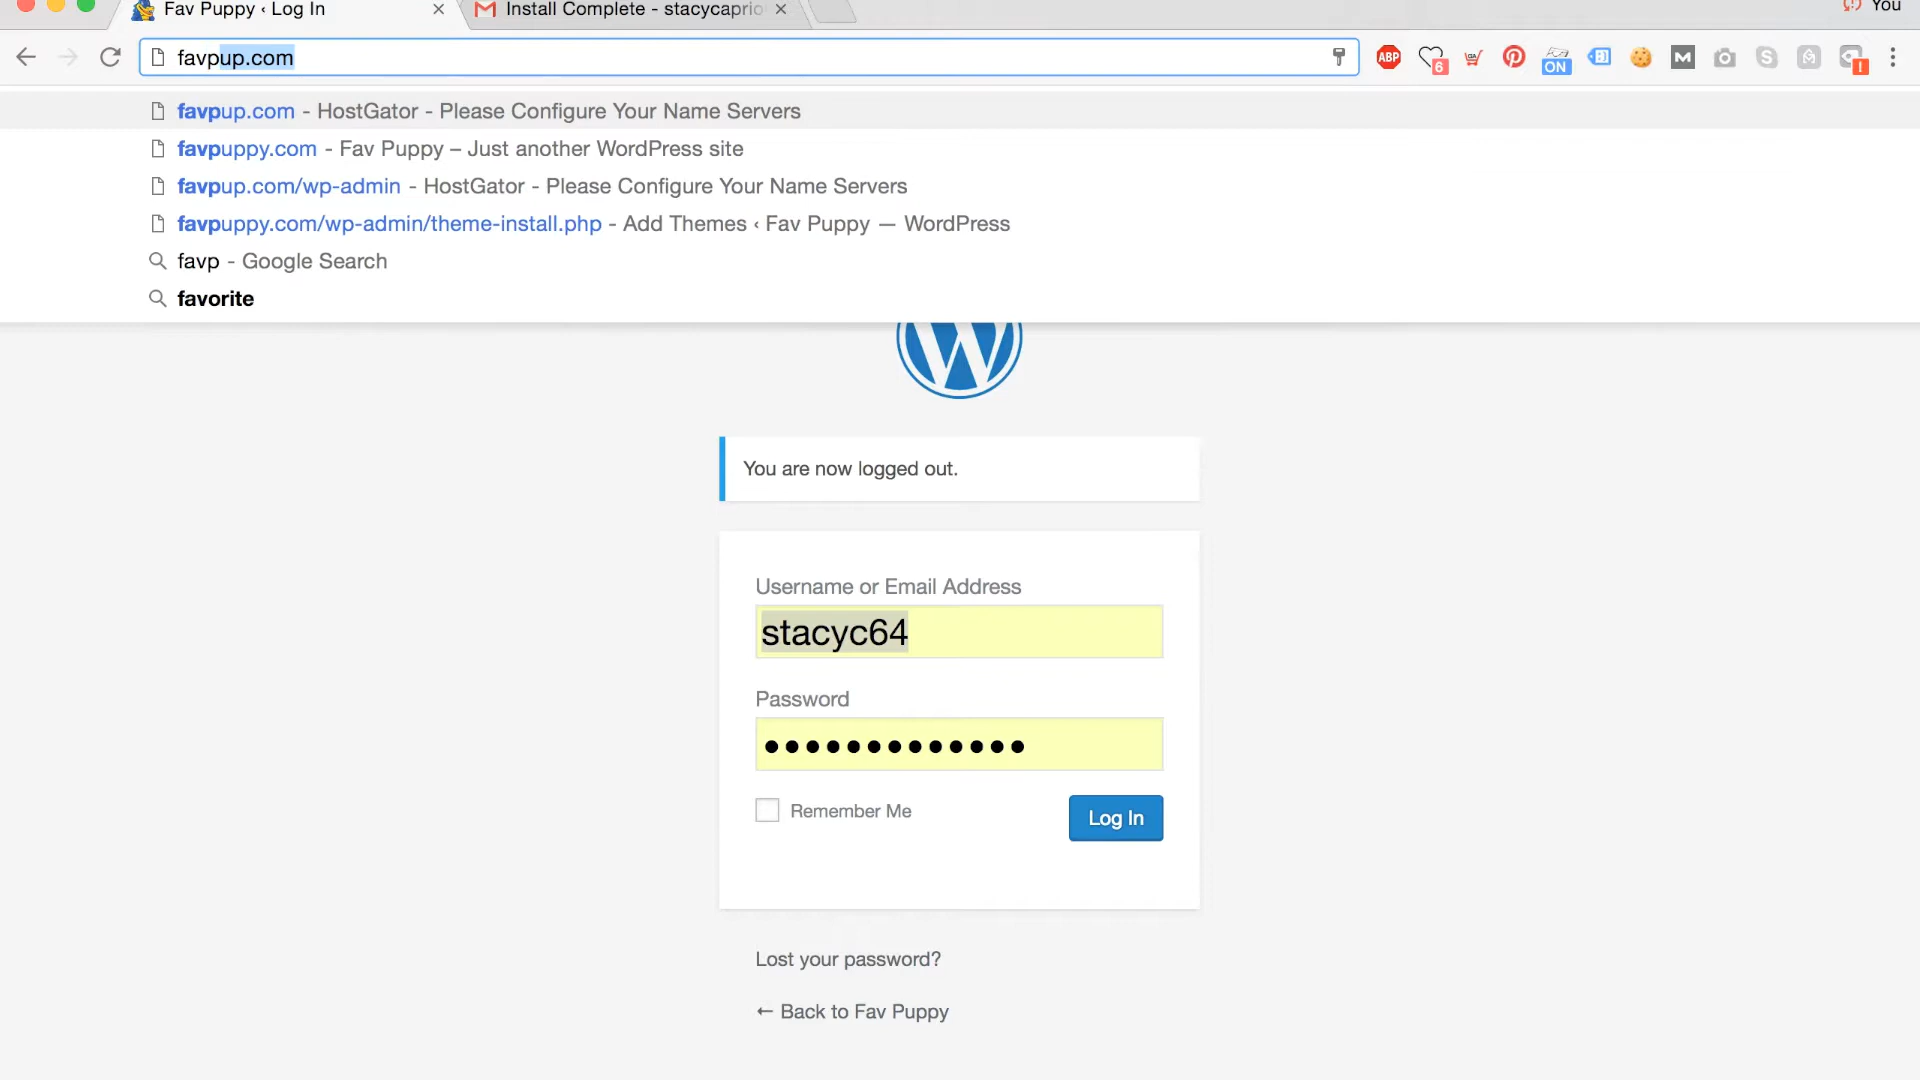 Fav Puppy ‹ Log In
Install Complete - stacycaprio
You
favpup.com
ABP
6
ON
M
S
!
favpup.com - HostGator - Please Configure Your Name Servers
favpuppy.com - Fav Puppy – Just another WordPress site
favpup.com/wp-admin - HostGator - Please Configure Your Name Servers
favpuppy.com/wp-admin/theme-install.php - Add Themes ‹ Fav Puppy — WordPress
favp - Google Search
favorite
You are now logged out.
Username or Email Address
stacyc64
Password
Remember Me
Log In
Lost your password?
← Back to Fav Puppy